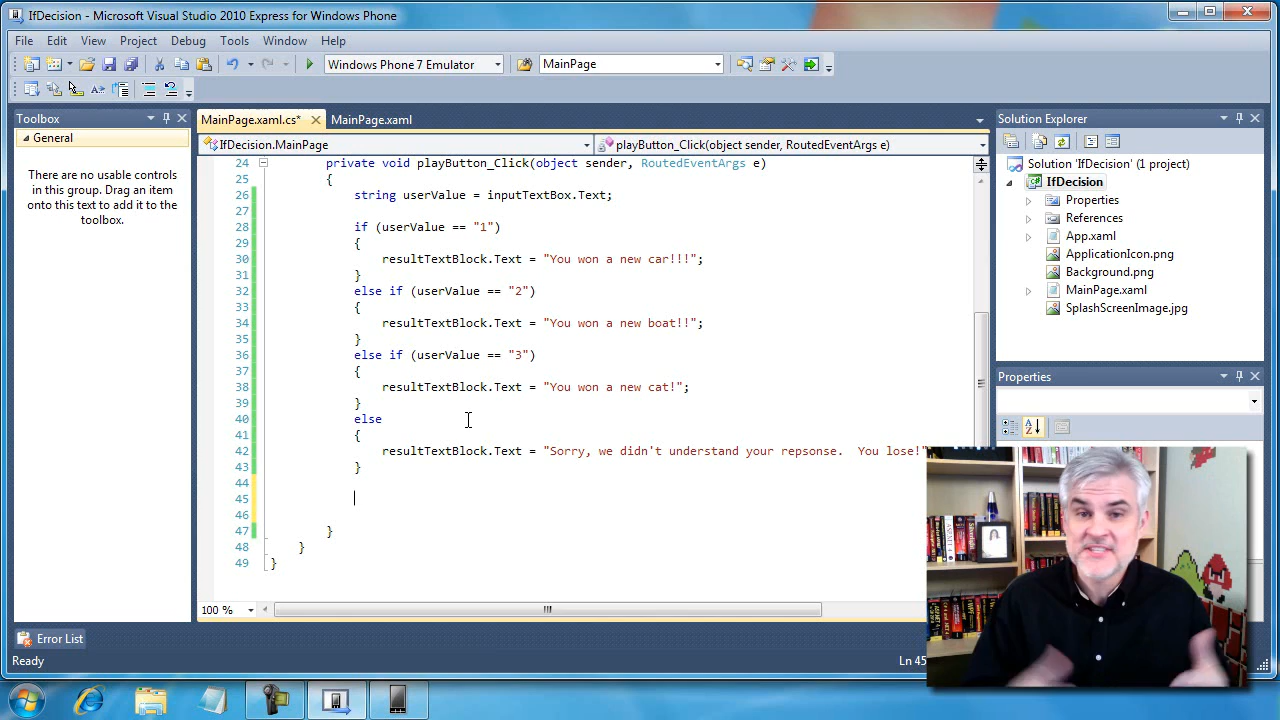 IfDecision - Microsoft Visual Studio 2010 Express for Windows Phone
File Edit View Project Debug Tools Window Help
Windows Phone 7 Emulator MainPage
Toolbox
General
There are no usable controls
in this group. Drag an item
onto this text to add it to the
toolbox.
MainPage.xaml.cs* MainPage.xaml
IfDecision.MainPage playButton_Click(object sender, RoutedEventArgs e)
24 private void playButton_Click(object sender, RoutedEventArgs e)
25 {
26 string userValue = inputTextBox.Text;
27
28 if (userValue == "1")
29 {
30 resultTextBlock.Text = "You won a new car!!!";
31 }
32 else if (userValue == "2")
33 {
34 resultTextBlock.Text = "You won a new boat!!";
35 }
36 else if (userValue == "3")
37 {
38 resultTextBlock.Text = "You won a new cat!";
39 }
40 else
41 {
42 resultTextBlock.Text = "Sorry, we didn't understand your repsonse.  You lose!"
43 }
44
45
46
47 }
48 }
49 }
100 %
Solution Explorer
Solution 'IfDecision' (1 project)
IfDecision
Properties
References
App.xaml
ApplicationIcon.png
Background.png
MainPage.xaml
SplashScreenImage.jpg
Properties
Error List
Ready
Ln 45